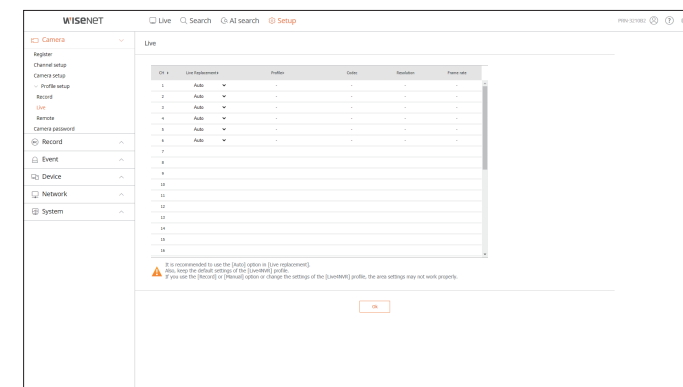 WISENET
Live Search AI search Setup
Camera
Live
Register
Channel setup
Camera setup
Profile setup
Record
Live
Remote
Camera password
Record
Event
Device
Network
System
CH Live Replacements Profiles Codec Resolution Frame rate
1 Auto - - - -
2 Auto - - - -
3 Auto - - - -
4 Auto - - - -
5 Auto - - - -
6 Auto - - - -
7
8
9
10
11
12
13
14
15
16
It is recommended to use the [Auto] option in [Live replacement].
Also, keep the default settings of the [Live4NVR] profile.
If you use the [Record] or [Manual] option or change the settings of the [Live4NVR] profile, the area settings may not work properly.
Ok